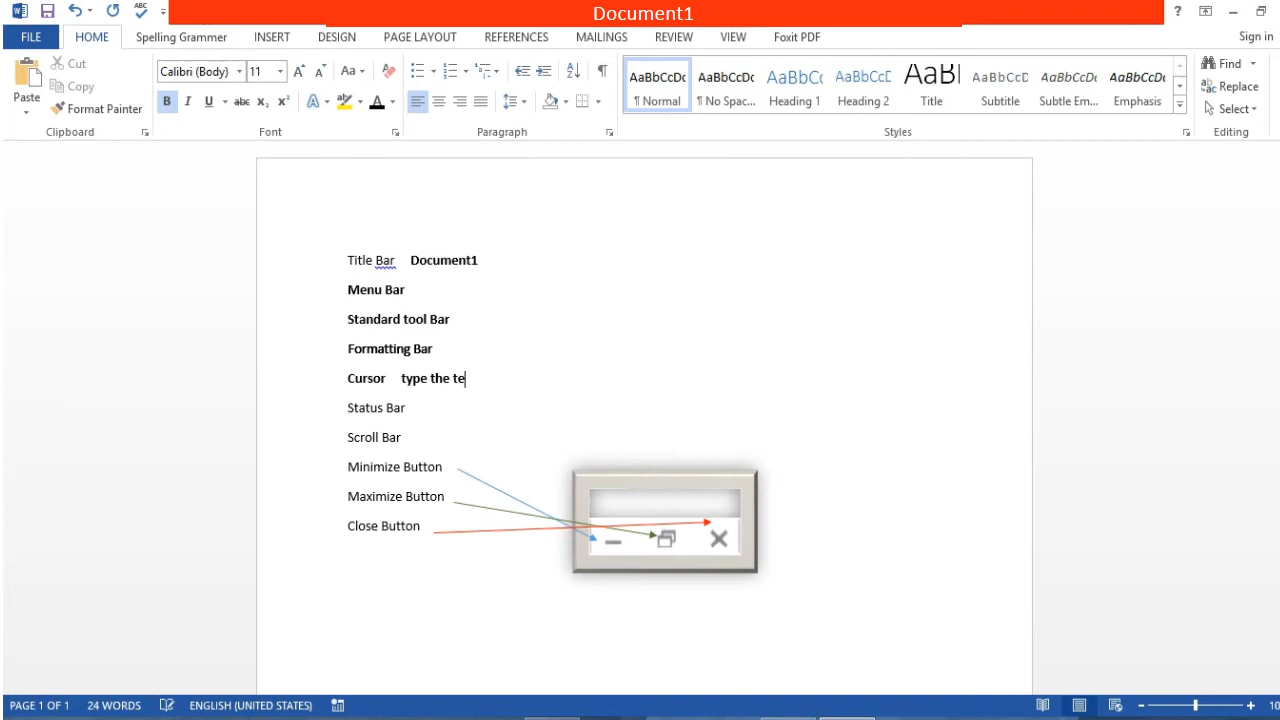 Document1
FILE HOME Spelling Grammer INSERT DESIGN PAGE LAYOUT REFERENCES MAILINGS REVIEW VIEW Foxit PDF Sign in
Paste Cut Copy Format Painter
Calibri (Body) 11
AaBbCcDc AaBbCcDc AaBbCc AaBbCcD AaBl AaBbCcD AaBbCcDc AaBbCcDc
¶ Normal ¶ No Spac... Heading 1 Heading 2 Title Subtitle Subtle Em... Emphasis
Find Replace Select
Clipboard Font Paragraph Styles Editing
Title Bar Document1
Menu Bar
Standard tool Bar
Formatting Bar
Cursor type the te
Status Bar
Scroll Bar
Minimize Button
Maximize Button
Close Button
PAGE 1 OF 1 24 WORDS ENGLISH (UNITED STATES) 10